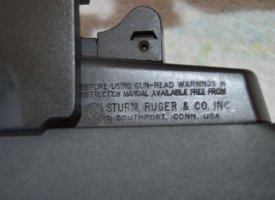 BEFORE USING GUN-READ WARNINGS IN
INSTRUCTION MANUAL AVAILABLE FREE FROM
STURM, RUGER & CO. INC.
SOUTHPORT, CONN. USA